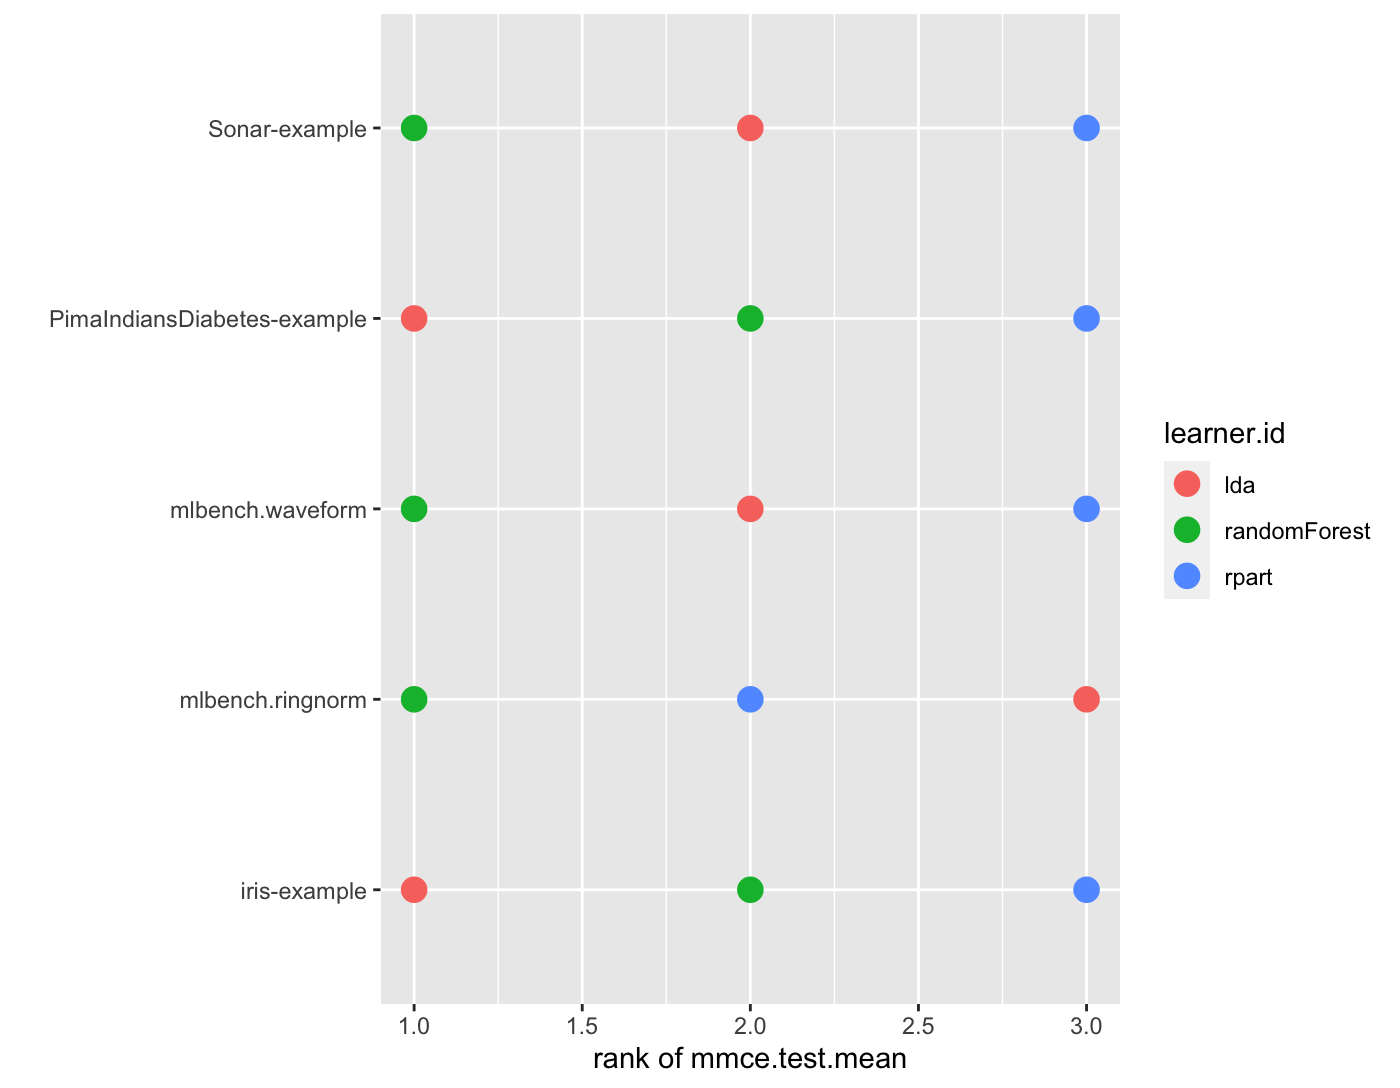 Sonar-example
PimaIndiansDiabetes-example
mlbench.waveform
mlbench.ringnorm
iris-example
1.0 1.5 2.0 2.5 3.0
rank of mmce.test.mean
learner.id
lda
randomForest
rpart